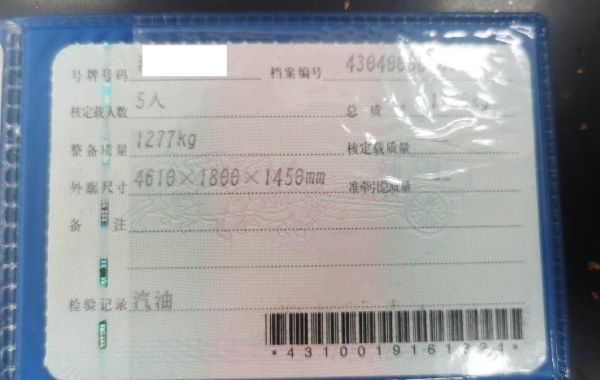 号牌号码 档案编号
核定载人数 5人 总质
整备质量 1277kg 核定载质量
外廓尺寸 4610×1800×1450mm 准牵引总质量
备注
检验记录 汽油